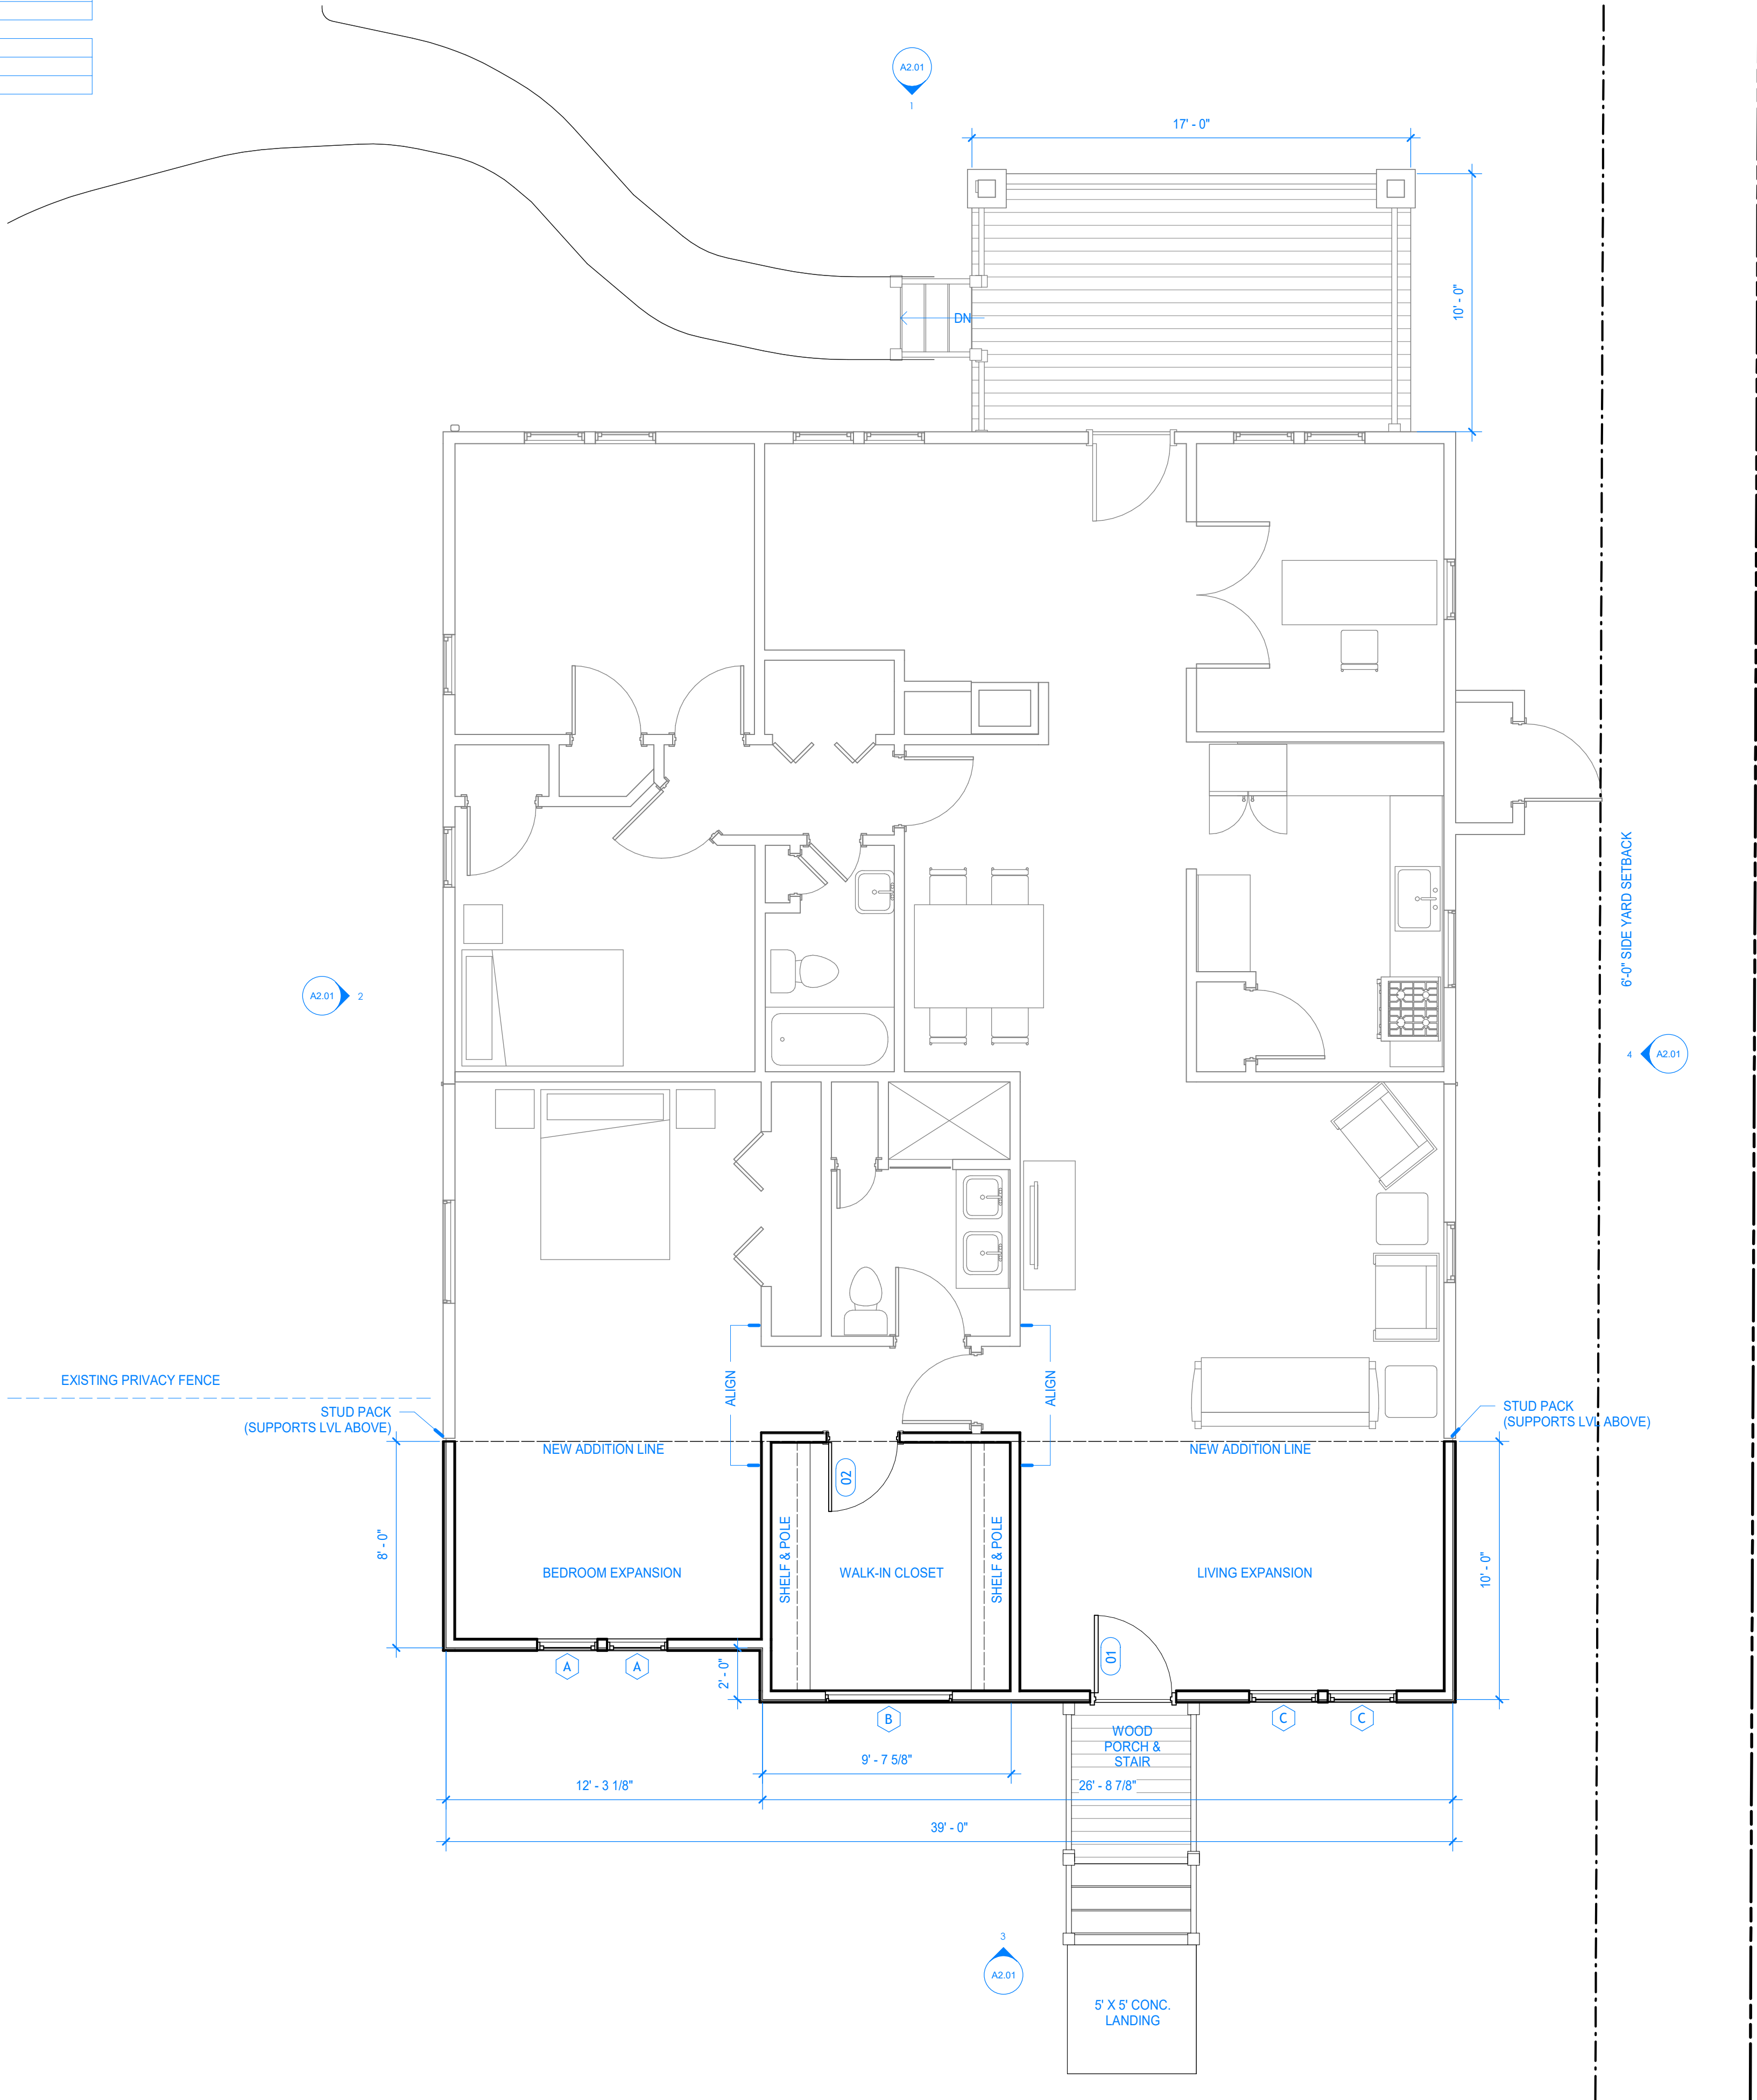 A2.01
1
17' - 0"
10' - 0"
DN
6'-0" SIDE YARD SETBACK
A2.01
2
4
A2.01
EXISTING PRIVACY FENCE
ALIGN
ALIGN
STUD PACK
(SUPPORTS LVL ABOVE)
STUD PACK
(SUPPORTS LVL ABOVE)
NEW ADDITION LINE
NEW ADDITION LINE
02
8' - 0"
BEDROOM EXPANSION
SHELF & POLE
WALK-IN CLOSET
SHELF & POLE
LIVING EXPANSION
10' - 0"
01
A
A
2' - 0"
B
C
C
WOOD
PORCH &
STAIR
9' - 7 5/8"
12' - 3 1/8"
26' - 8 7/8"
39' - 0"
3
A2.01
5' X 5' CONC.
LANDING